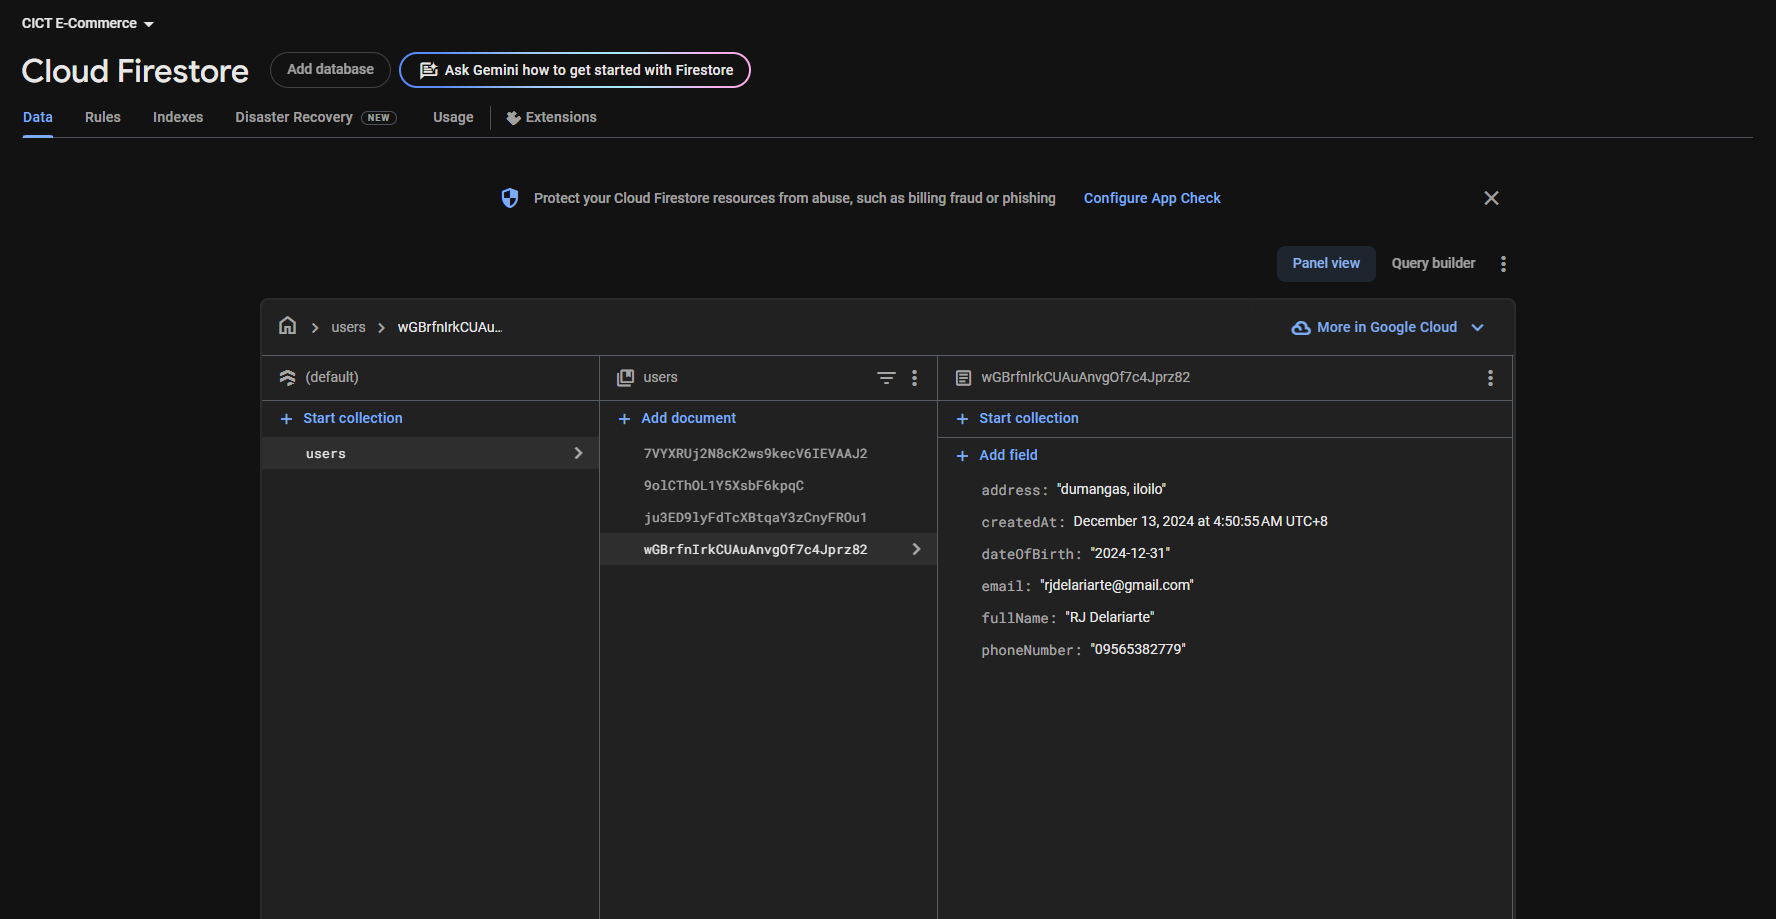 CICT E-Commerce
Cloud Firestore
Add database
Ask Gemini how to get started with Firestore
Data
Rules
Indexes
Disaster Recovery NEW
Usage
Extensions
Protect your Cloud Firestore resources from abuse, such as billing fraud or phishing
Configure App Check
Panel view
Query builder
users
wGBrfnIrkCUAu...
More in Google Cloud
(default)
users
wGBrfnIrkCUAuAnvgOf7c4Jprz82
Start collection
Add document
Start collection
users
7VYXRUj2N8cK2ws9kecV6IEVAAJ2
9olCThOL1Y5XsbF6kpqC
ju3ED9lyFdTcXBtqaY3zCnyFROu1
wGBrfnIrkCUAuAnvgOf7c4Jprz82
Add field
address: "dumangas, iloilo"
createdAt: December 13, 2024 at 4:50:55 AM UTC+8
dateOfBirth: "2024-12-31"
email: "rjdelariarte@gmail.com"
fullName: "RJ Delariarte"
phoneNumber: "09565382779"